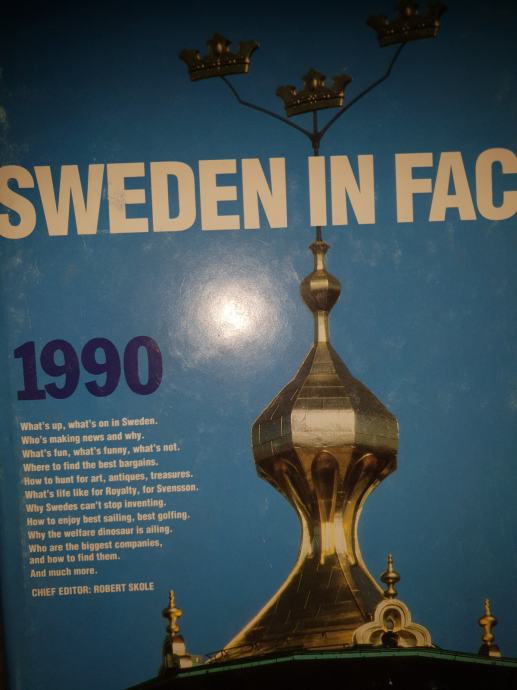 SWEDEN IN FAC
1990
What's up, what's on in Sweden.
Who's making news and why.
What's fun, what's funny, what's not.
Where to find the best bargains.
How to hunt for art, antiques, treasures.
What's life like for Royalty, for Svensson.
Why Swedes can't stop inventing.
How to enjoy best sailing, best golfing.
Why the welfare dinosaur is ailing.
Who are the biggest companies,
and how to find them.
And much more.
CHIEF EDITOR: ROBERT SKOLE